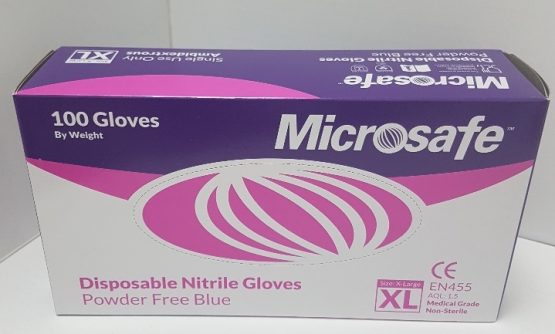 XL
Single Use Only
Ambidextrous
Disposable Nitrile Gloves
Powder Free Blue
Microsafe
100 Gloves
By Weight
Microsafe™
Disposable Nitrile Gloves
Powder Free Blue
Size: X-Large
XL
CE
EN455
AQL: 1.5
Medical Grade
Non-Sterile